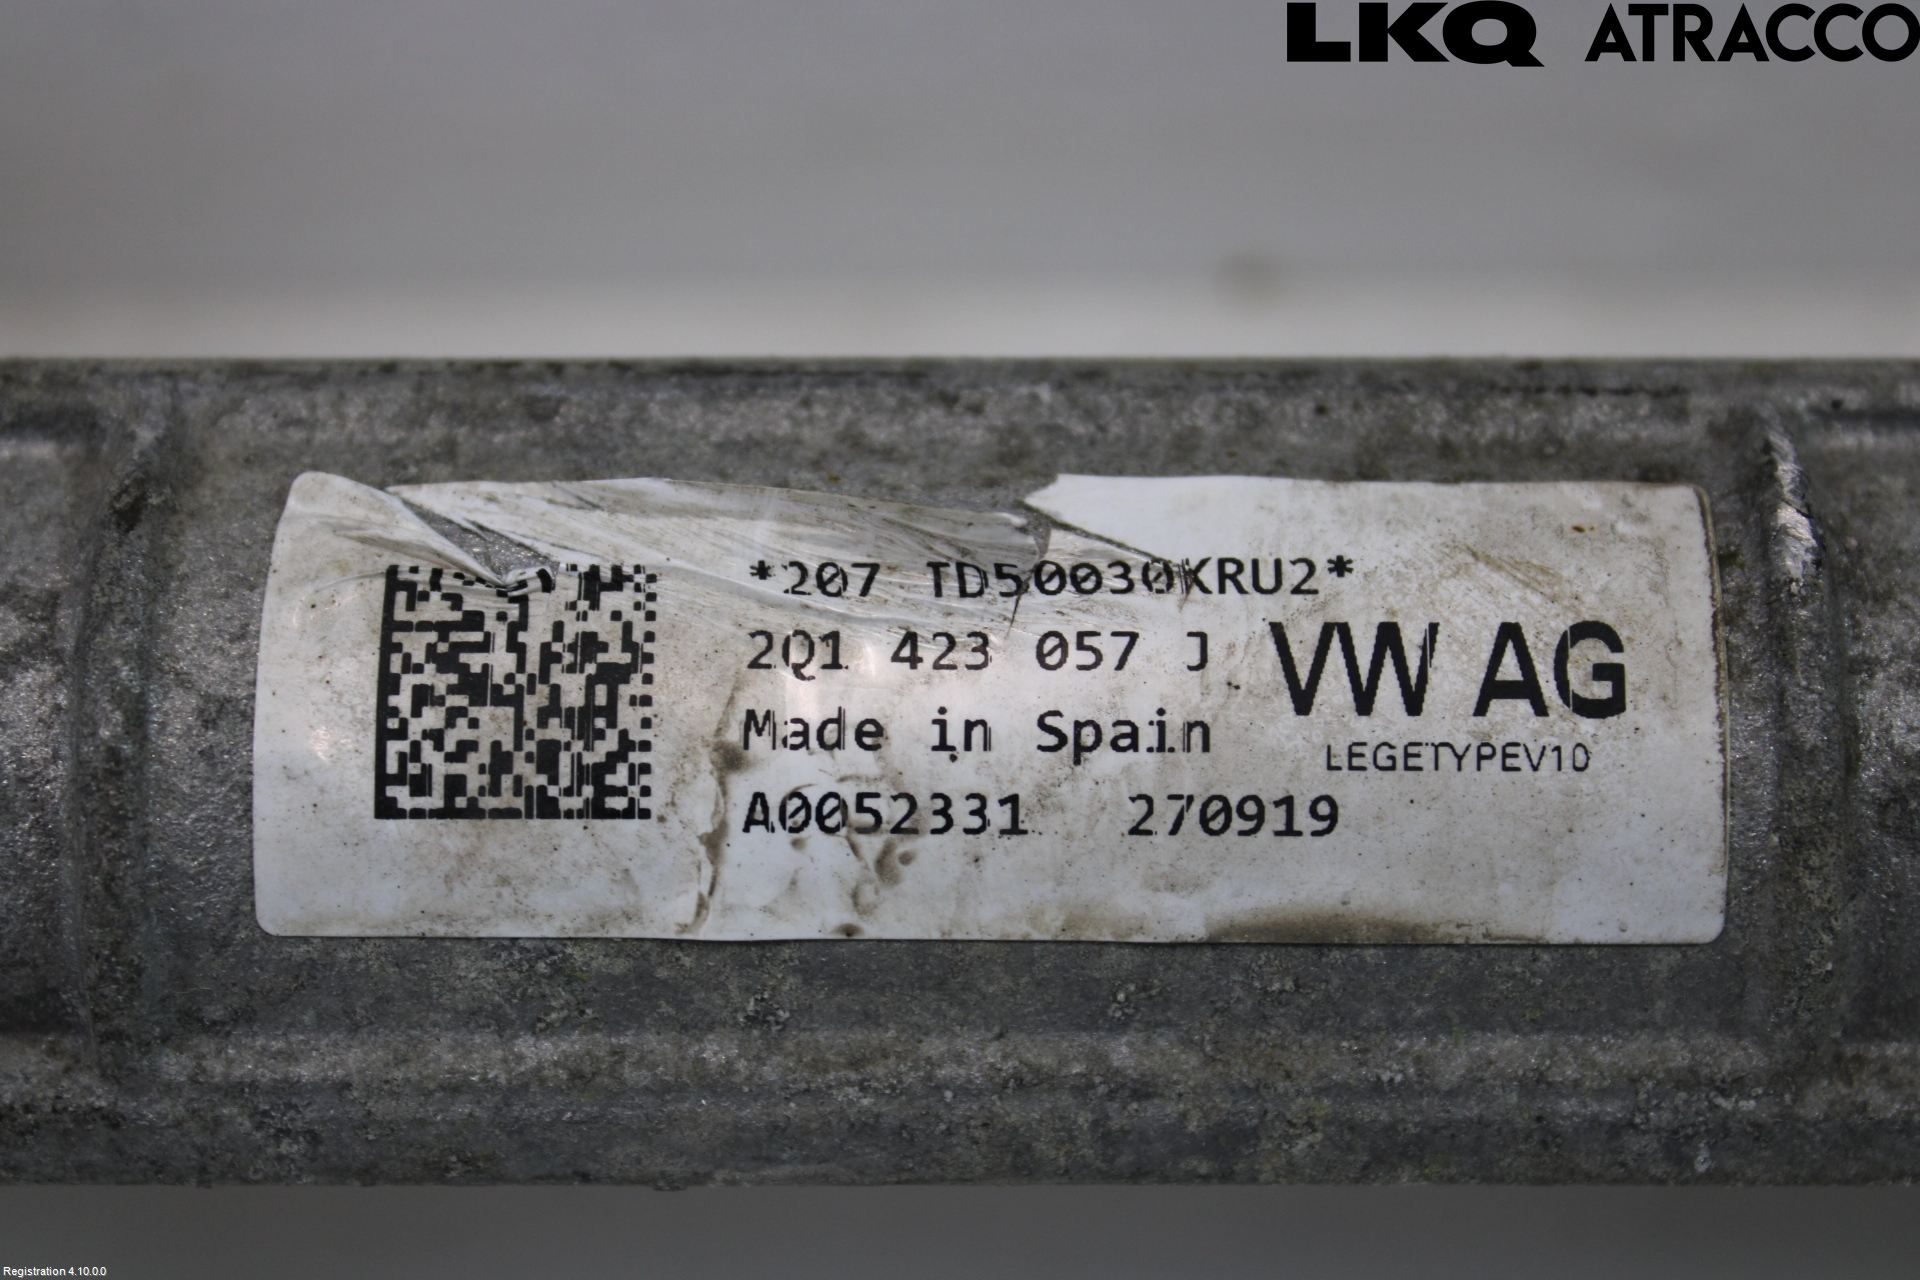 LKQ ATRACCO
*207 TD50030KRU2*
2Q1 423 057 J
VW AG
Made in Spain
LEGETYPEV10
A0052331 270919
Registration 4.10.0.0